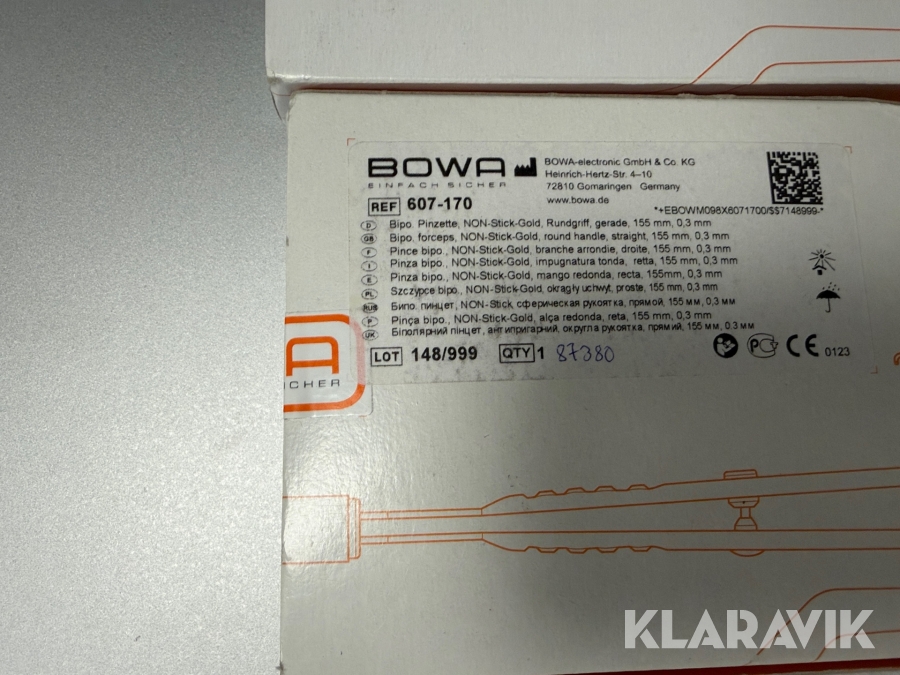 BOWA
EINFACH SICHER
BOWA-electronic GmbH & Co. KG
Heinrich-Hertz-Str. 4–10
72810 Gomaringen Germany
www.bowa.de
*+EBOWM098X6071700/$$7148999-*
REF 607-170
D Bipo. Pinzette, NON-Stick-Gold, Rundgriff, gerade, 155 mm, 0,3 mm
GB Bipo. forceps, NON-Stick-Gold, round handle, straight, 155 mm, 0,3 mm
F Pince bipo., NON-Stick-Gold, branche arrondie, droite, 155 mm, 0,3 mm
I Pinza bipo., NON-Stick-Gold, impugnatura tonda, retta, 155 mm, 0,3 mm
E Pinza bipo., NON-Stick-Gold, mango redonda, recta, 155mm, 0,3 mm
PL Szczypce bipo., NON-Stick-Gold, okrągły uchwyt, proste, 155 mm, 0,3 mm
RUS Бипо. пинцет, NON-Stick, сферическая рукоятка, прямой, 155 мм, 0,3 мм
P Pinça bipo., NON-Stick-Gold, alça redonda, reta, 155 mm, 0,3 mm
UK Біполярний пінцет, антипригарний, округла рукоятка, прямий, 155 мм, 0,3 мм
LOT 148/999 QTY 1 87380
CE 0123
A
ICHER
KLARAVIK